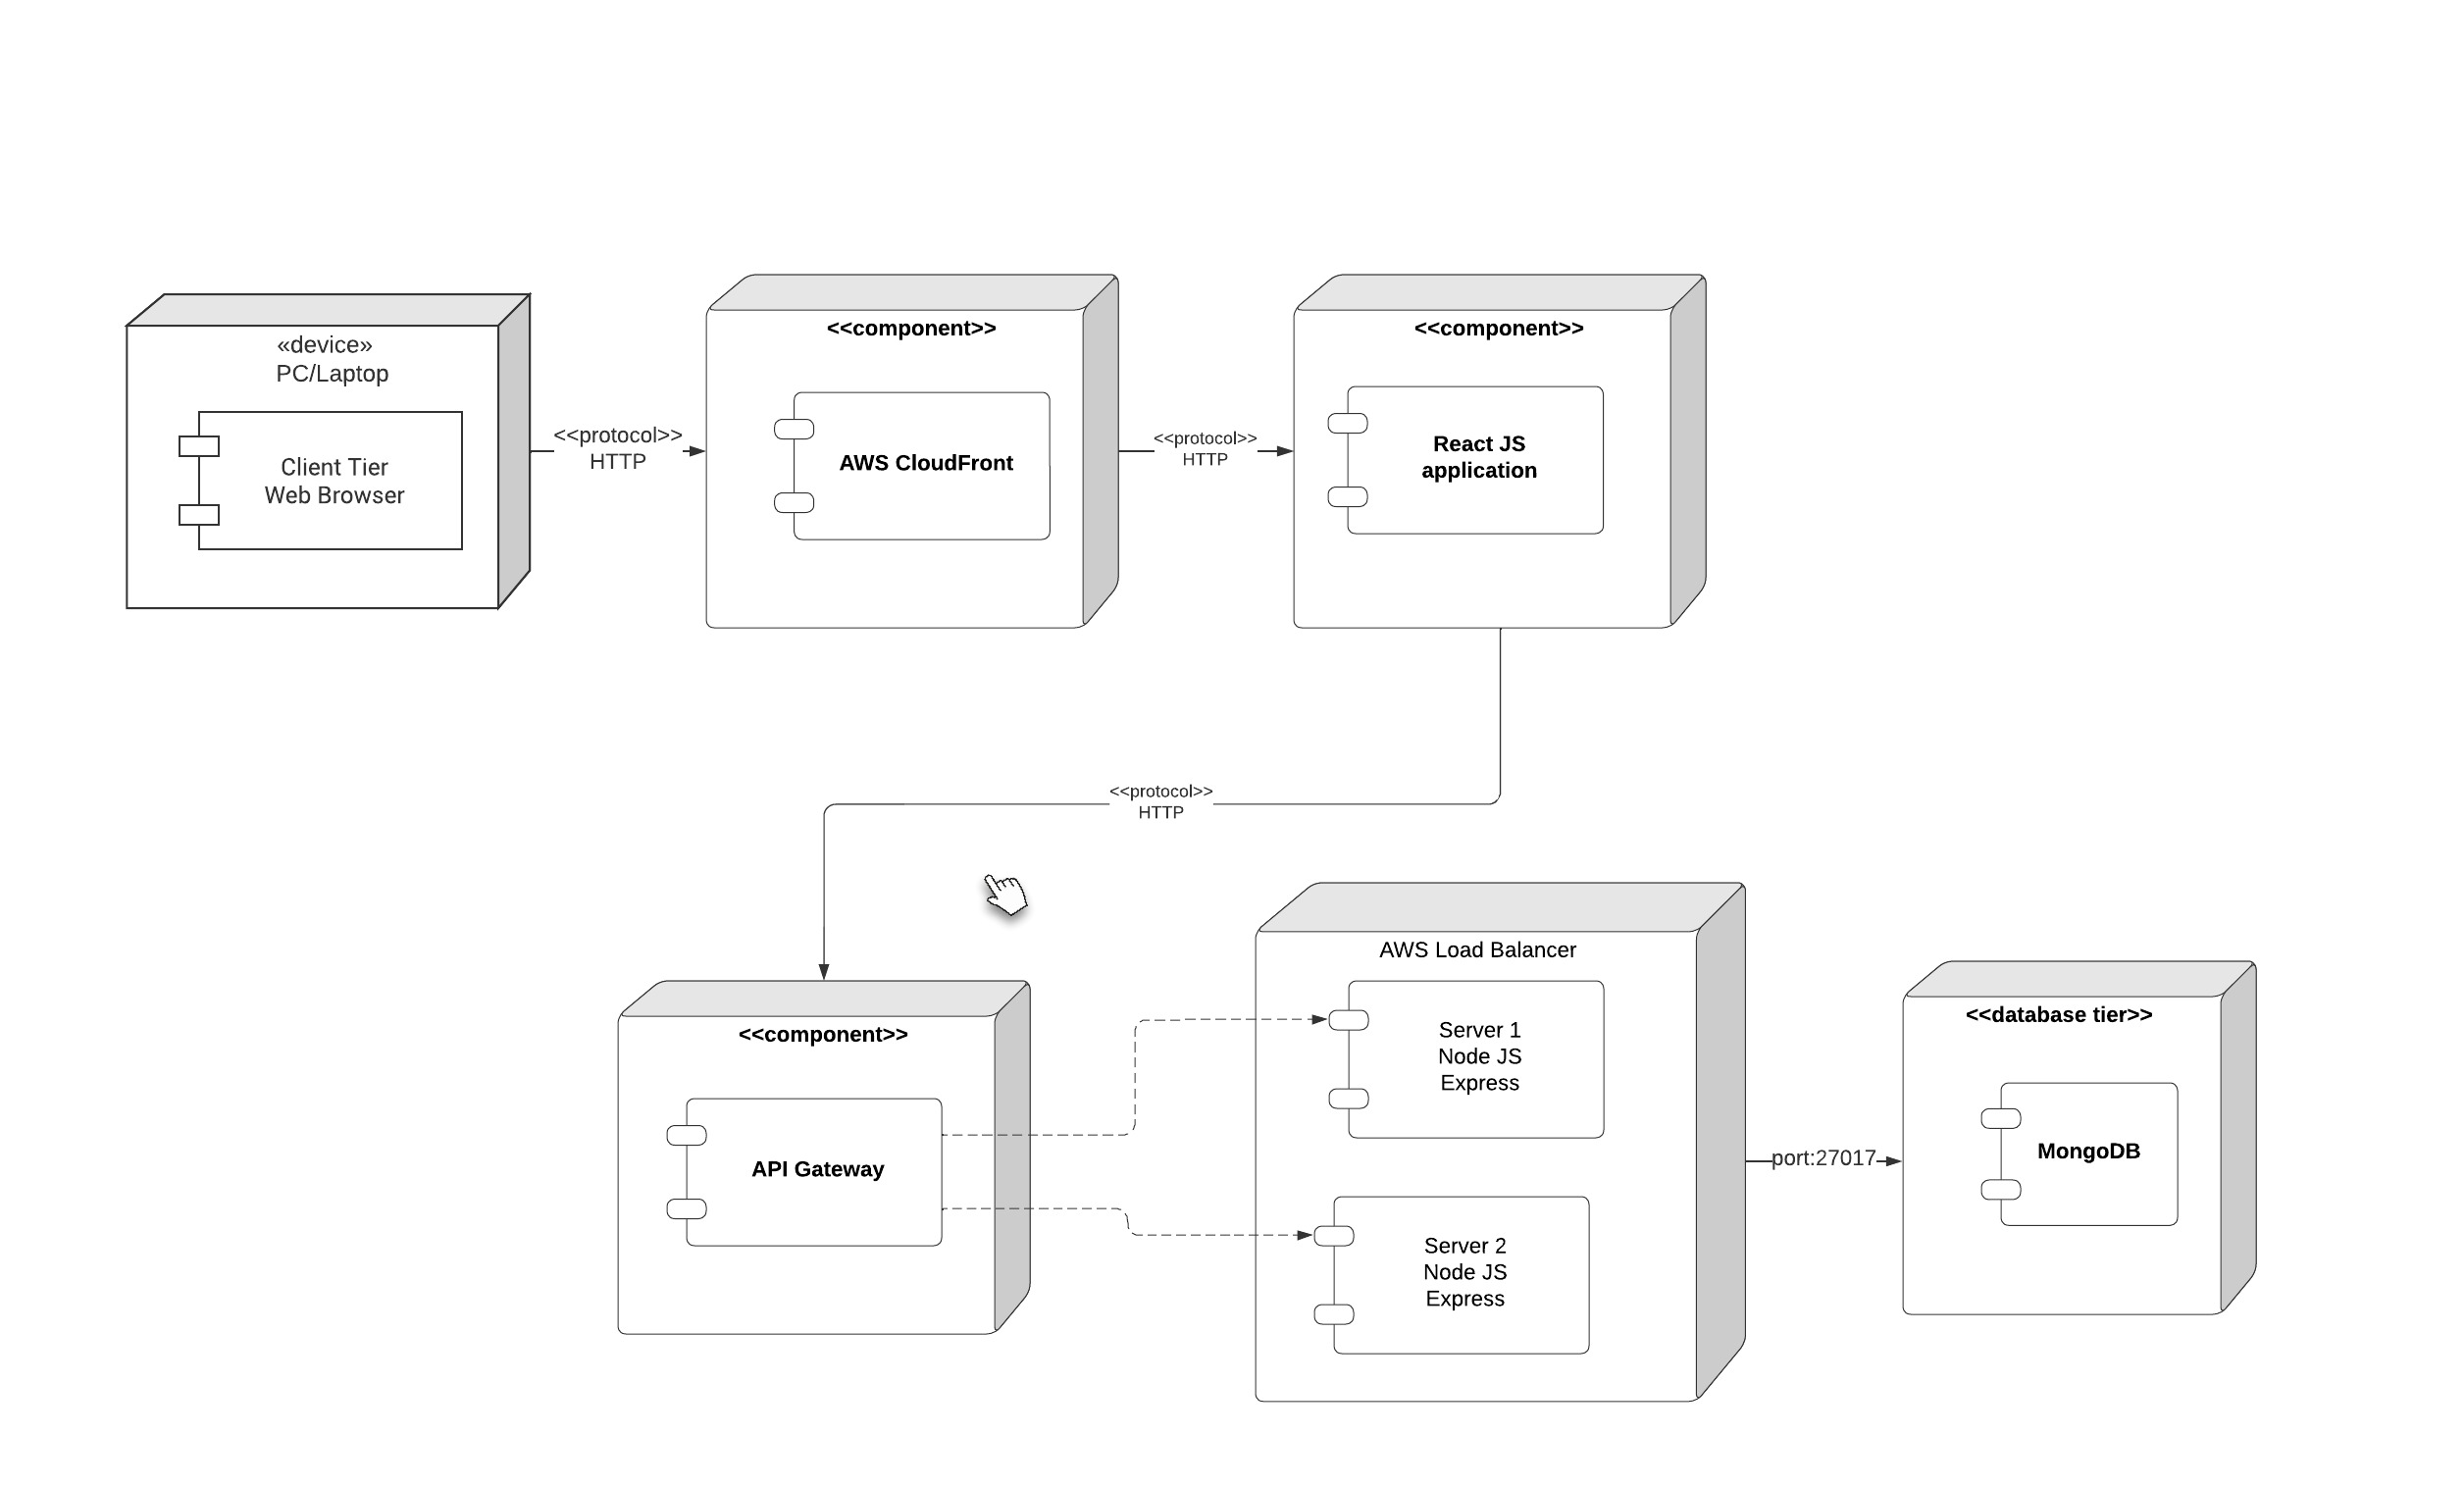 «device»
PC/Laptop
Client Tier
Web Browser
<<protocol>>
HTTP
<<component>>
AWS CloudFront
<<protocol>>
HTTP
<<component>>
React JS
application
<<protocol>>
HTTP
<<component>>
API Gateway
AWS Load Balancer
Server 1
Node JS
Express
Server 2
Node JS
Express
port:27017
<<database tier>>
MongoDB